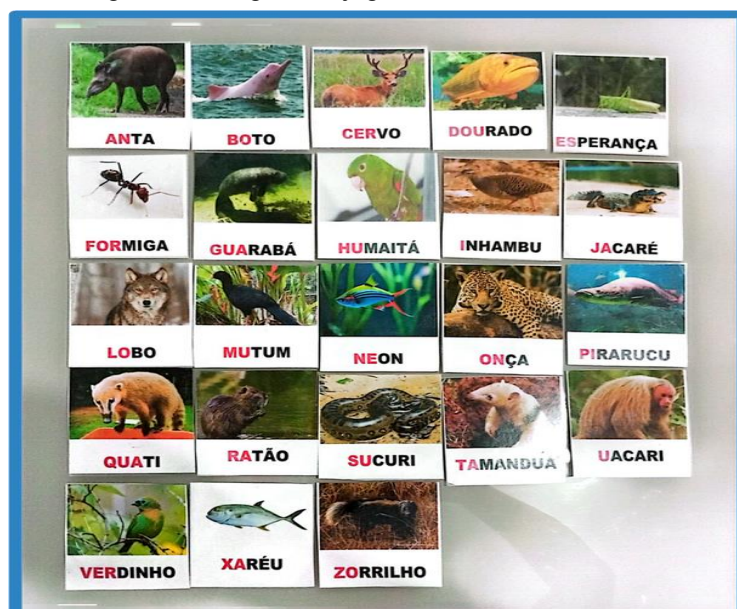 ANTA
BOTO
CERVO
DOURADO
ESPERANÇA
FORMIGA
GUARABÁ
HUMAITÁ
INHAMBU
JACARÉ
LOBO
MUTUM
NEON
ONÇA
PIRARUCU
QUATI
RATÃO
SUCURI
TAMANDUÁ
UACARI
VERDINHO
XARÉU
ZORRILHO